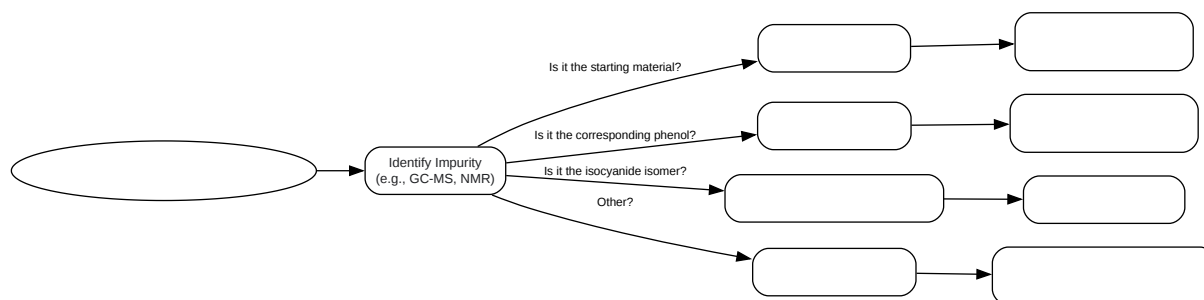 Is it the starting material?
Is it the corresponding phenol?
Identify Impurity
(e.g., GC-MS, NMR)
Is it the isocyanide isomer?
Other?